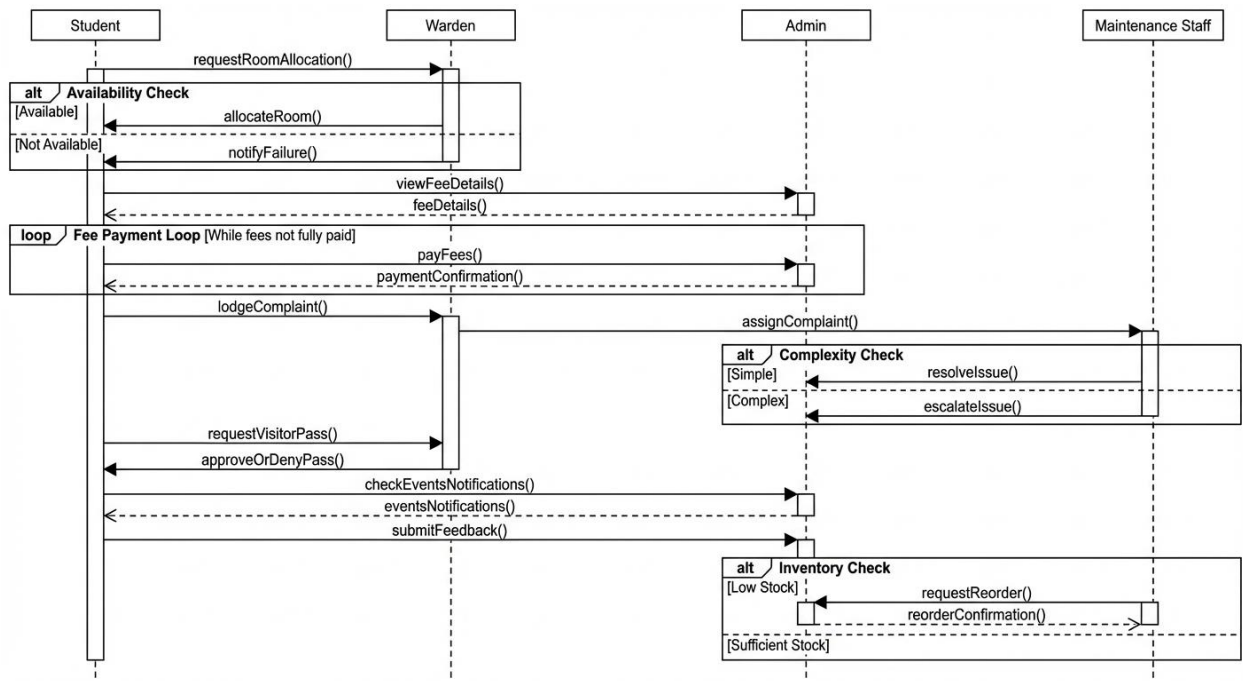 Student
Warden
Admin
Maintenance Staff
requestRoomAllocation()
alt Availability Check
[Available]
allocateRoom()
[Not Available]
notifyFailure()
viewFeeDetails()
feeDetails()
loop Fee Payment Loop [While fees not fully paid]
payFees()
paymentConfirmation()
lodgeComplaint()
assignComplaint()
alt Complexity Check
[Simple]
resolveIssue()
[Complex]
escalateIssue()
requestVisitorPass()
approveOrDenyPass()
checkEventsNotifications()
eventsNotifications()
submitFeedback()
alt Inventory Check
[Low Stock]
requestReorder()
reorderConfirmation()
[Sufficient Stock]